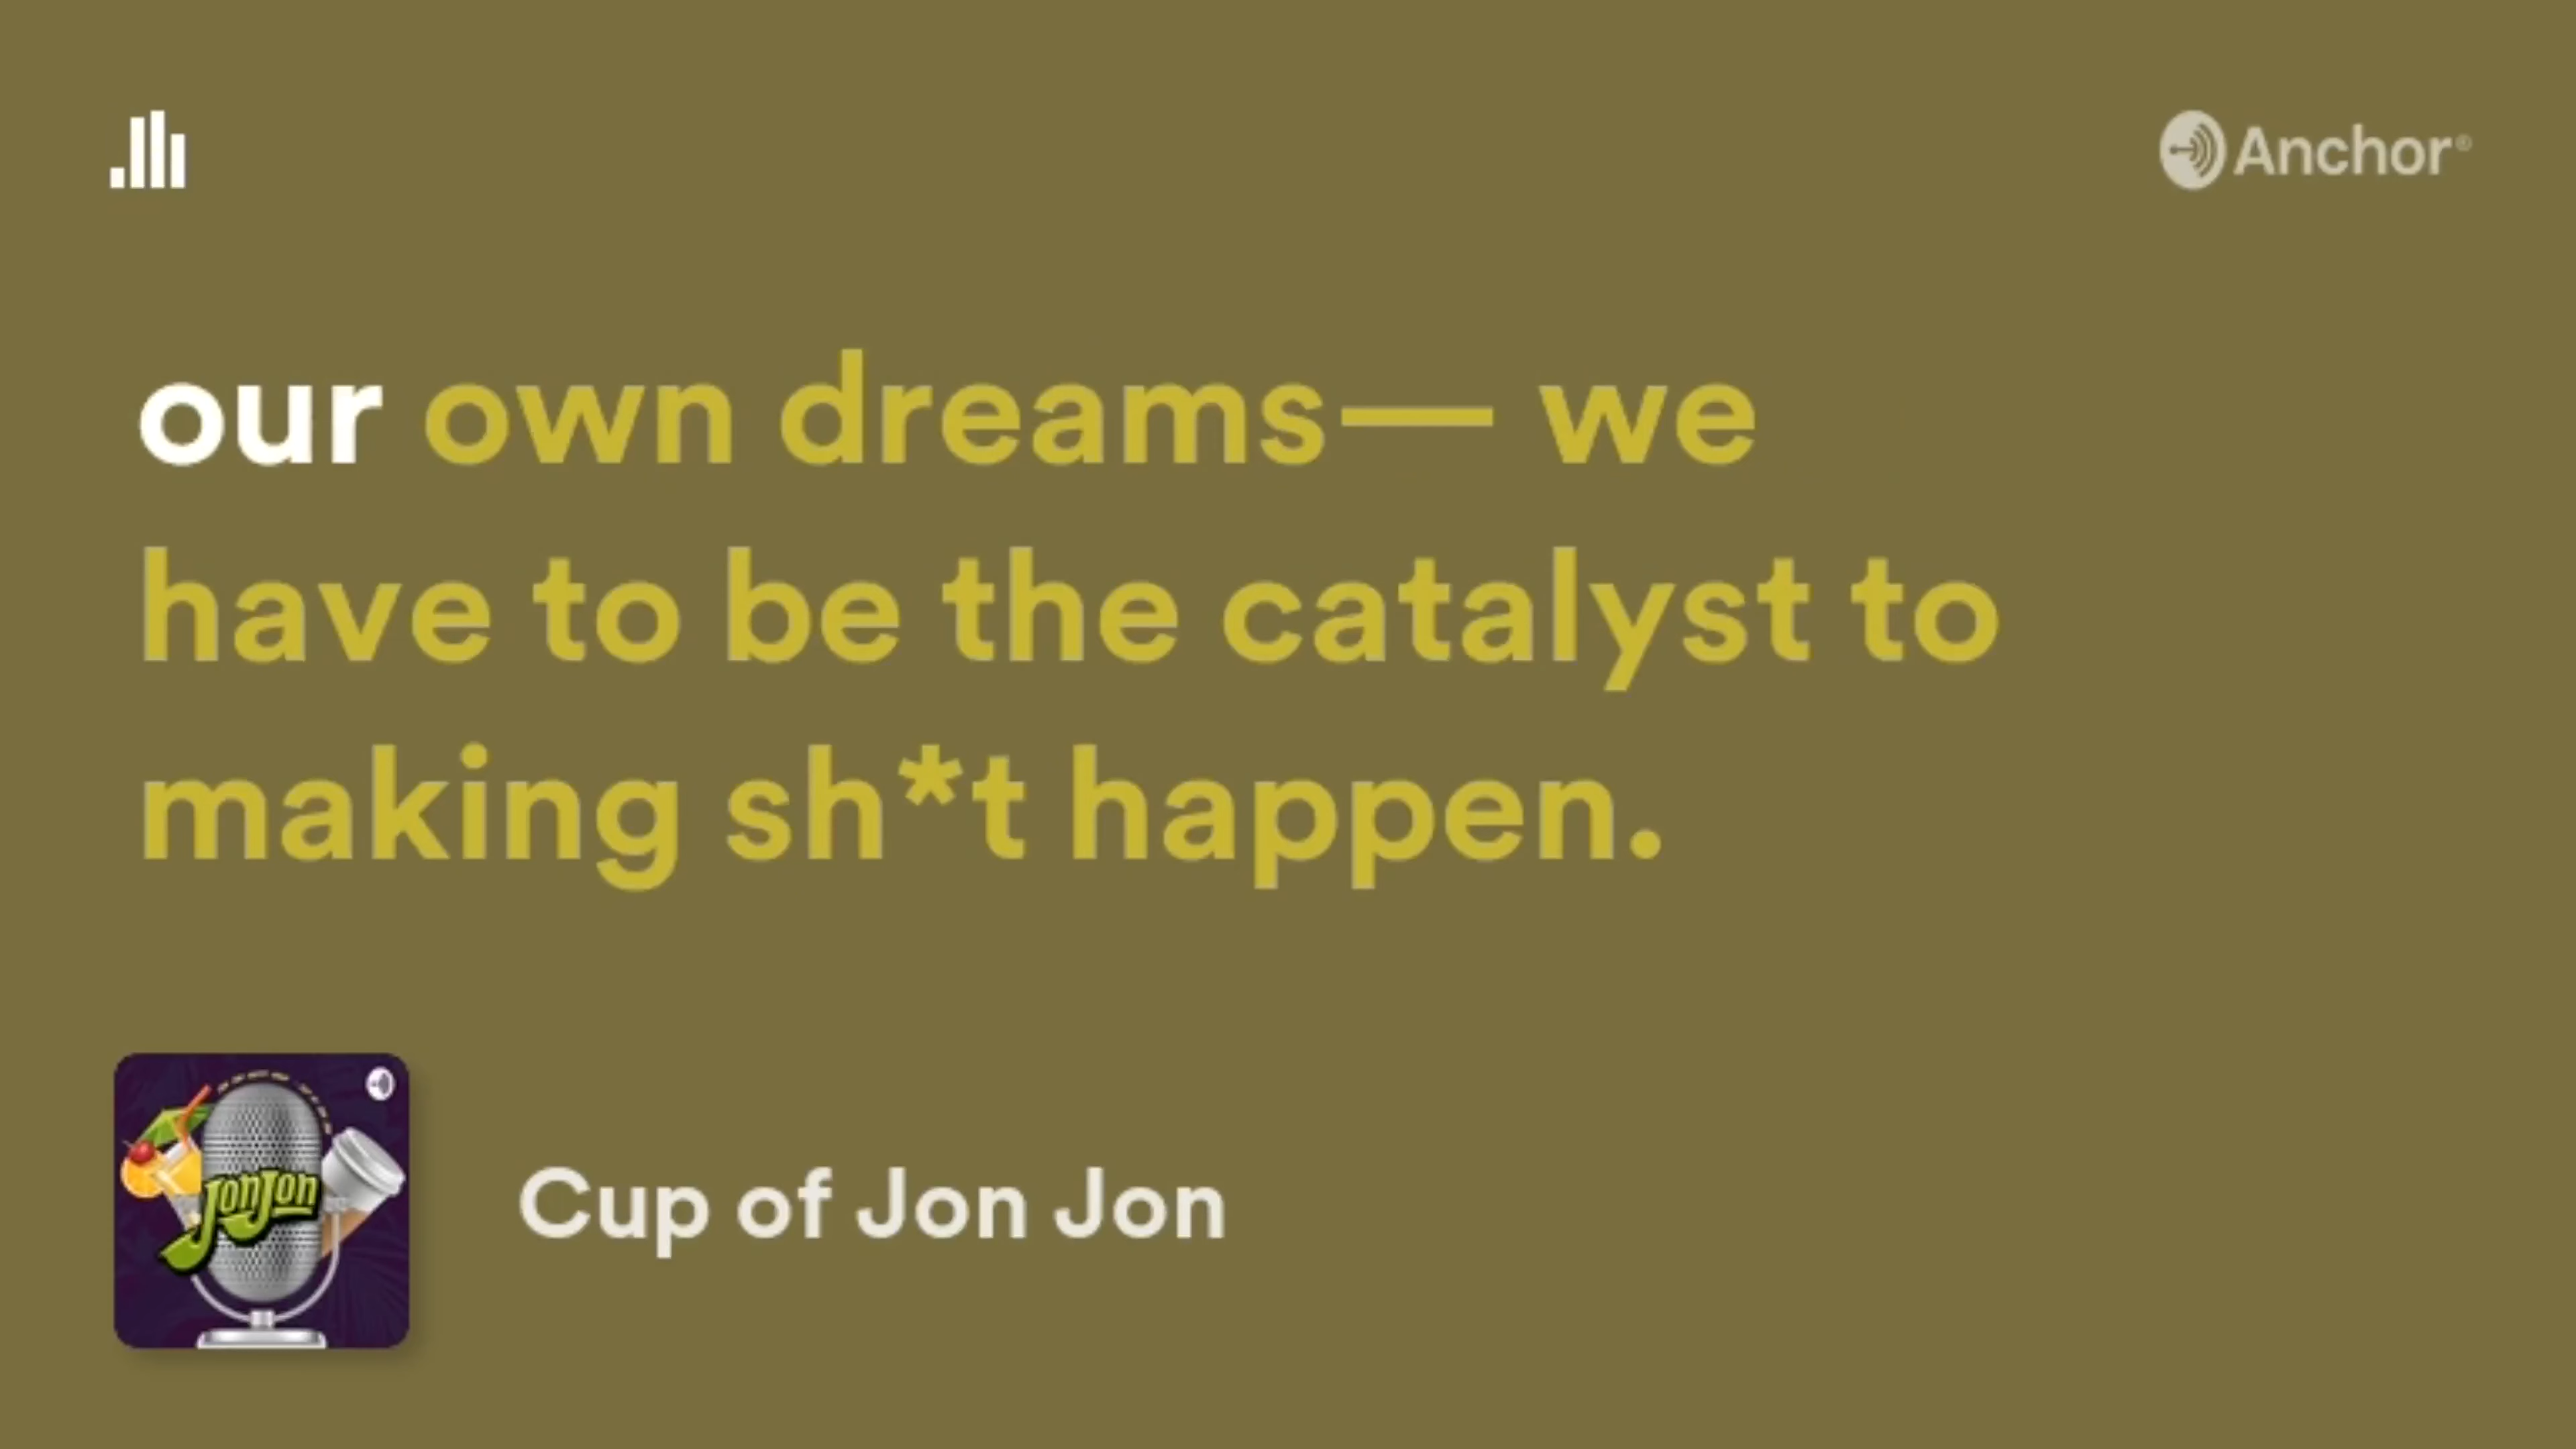 Anchor®
our own dreams— we
have to be the catalyst to
making sh*t happen.
JonJon
Cup of Jon Jon